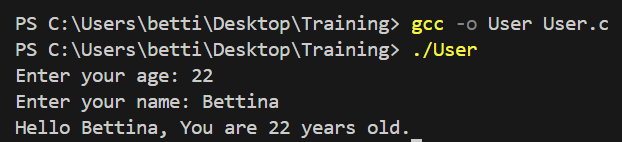 PS C:\Users\betti\Desktop\Training> gcc -o User User.c
PS C:\Users\betti\Desktop\Training> ./User
Enter your age: 22
Enter your name: Bettina
Hello Bettina, You are 22 years old.